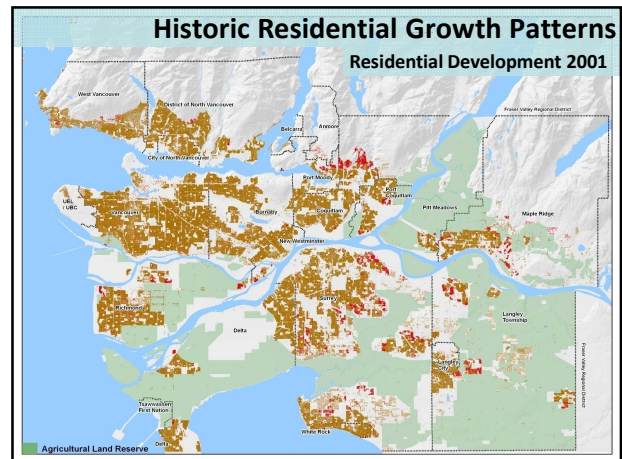 Historic Residential Growth Patterns
Residential Development 2001
West Vancouver
District of North Vancouver
Fraser Valley Regional District
Belcarra
Anmore
City of North Vancouver
Port Moody
Port
Coquitlam
UEL
/ UBC
Vancouver
Burnaby
Coquitlam
Pitt Meadows
Maple Ridge
New Westminster
Richmond
Surrey
Delta
Langley
Township
Langley
City
Fraser Valley Regional District
Tsawwassen
First Nation
White Rock
Delta
Agricultural Land Reserve